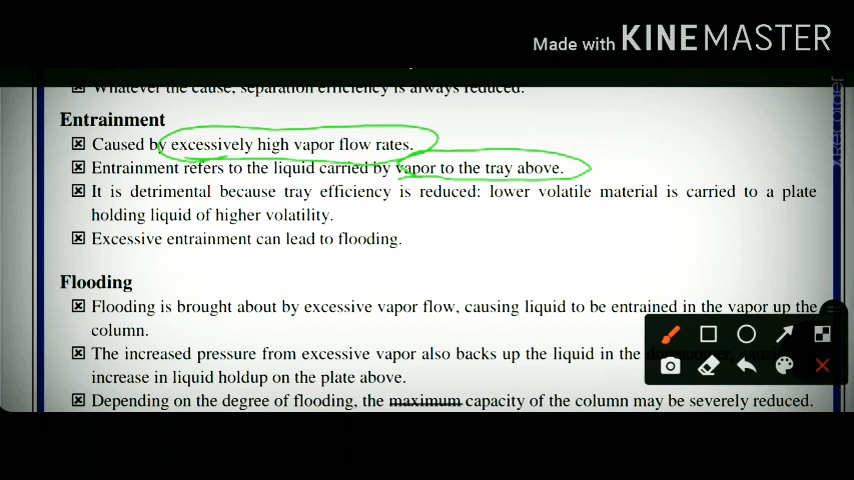 Made with KINEMASTER
Whatever the cause, separation efficiency is always reduced.
XRecorder
Entrainment
Caused by excessively high vapor flow rates.
Entrainment refers to the liquid carried by vapor to the tray above.
It is detrimental because tray efficiency is reduced: lower volatile material is carried to a plate
holding liquid of higher volatility.
Excessive entrainment can lead to flooding.
Flooding
Flooding is brought about by excessive vapor flow, causing liquid to be entrained in the vapor up the
column.
The increased pressure from excessive vapor also backs up the liquid in the
increase in liquid holdup on the plate above.
Depending on the degree of flooding, the maximum capacity of the column may be severely reduced.